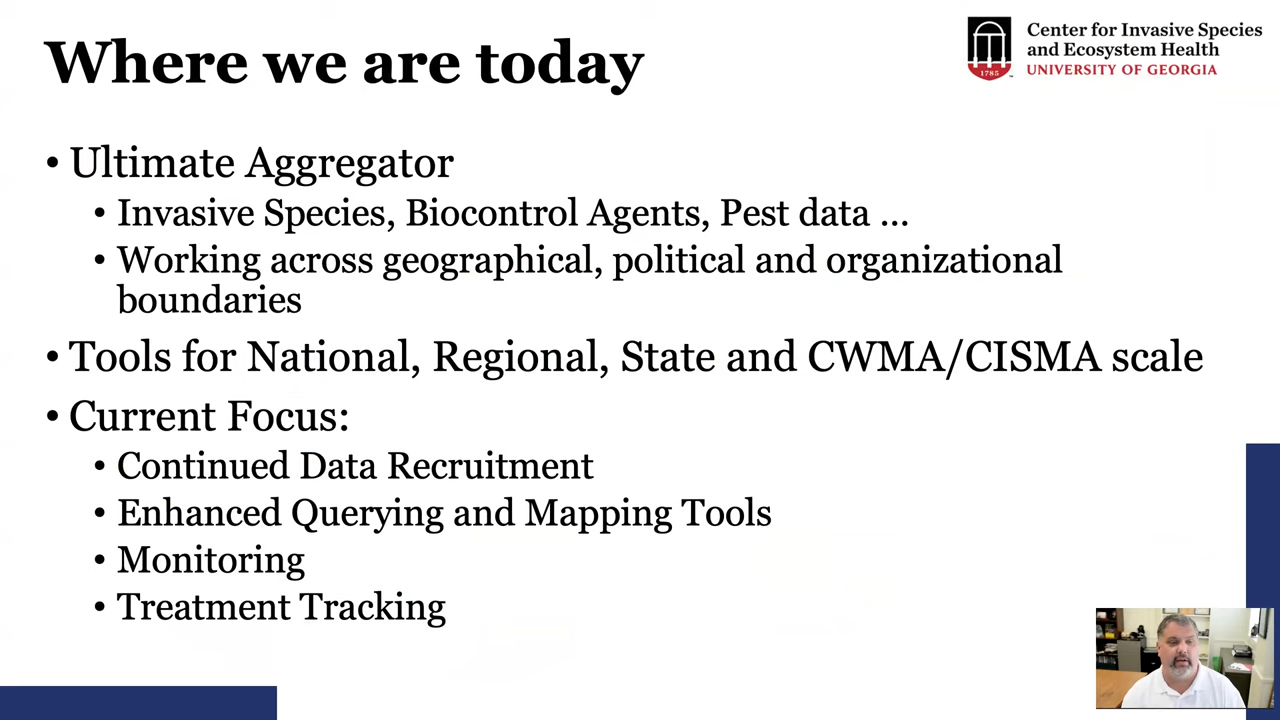 Where we are today
Center for Invasive Species
and Ecosystem Health
UNIVERSITY OF GEORGIA
1785
• Ultimate Aggregator
• Invasive Species, Biocontrol Agents, Pest data ...
• Working across geographical, political and organizational
boundaries
• Tools for National, Regional, State and CWMA/CISMA scale
• Current Focus:
• Continued Data Recruitment
• Enhanced Querying and Mapping Tools
• Monitoring
• Treatment Tracking